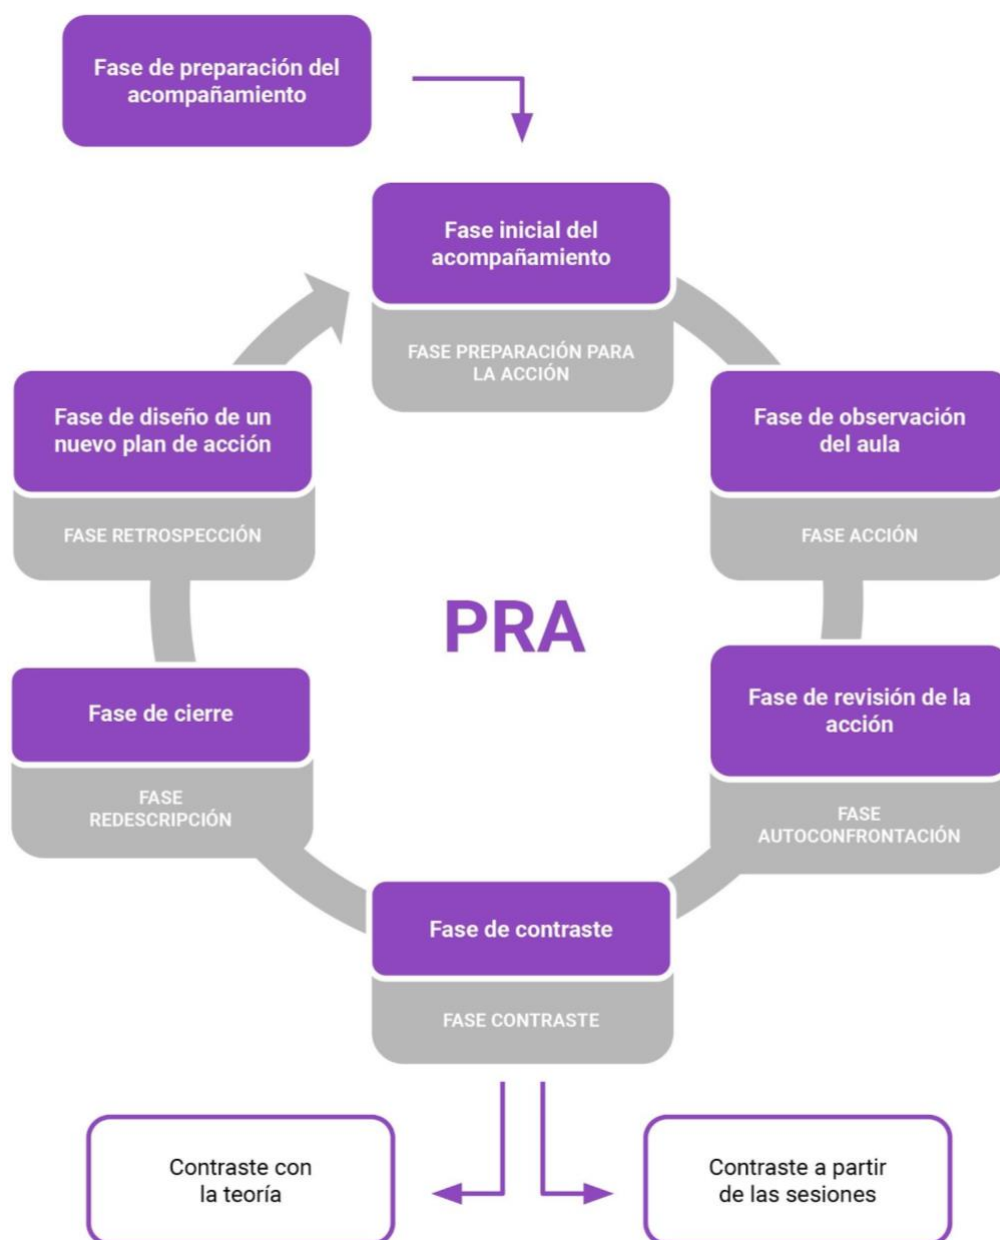 Fase de preparación del
acompañamiento
Fase inicial del
acompañamiento
FASE PREPARACIÓN PARA
LA ACCIÓN
Fase de observación
del aula
FASE ACCIÓN
Fase de revisión de la
acción
FASE
AUTOCONFRONTACIÓN
Fase de contraste
FASE CONTRASTE
Contraste con
la teoría
Contraste a partir
de las sesiones
Fase de cierre
FASE
REDESCRIPCIÓN
Fase de diseño de un
nuevo plan de acción
FASE RETROSPECCIÓN
PRA